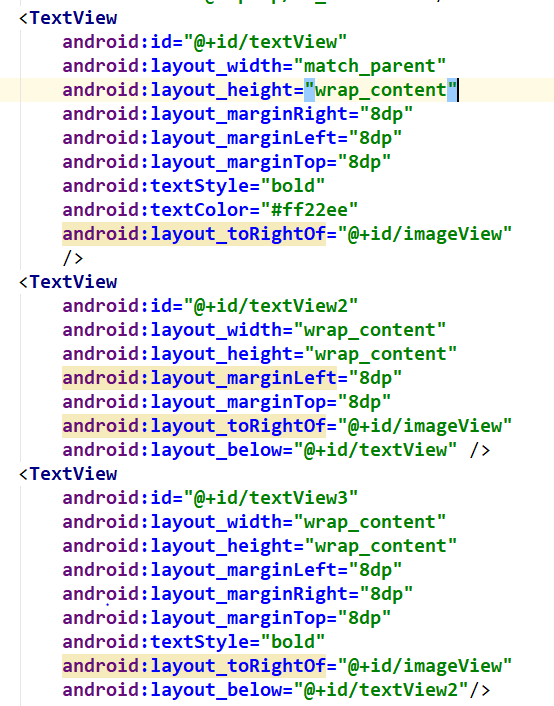 <TextView
android:id="@+id/textView"
android:layout_width="match_parent"
android:layout_height="wrap_content"
android:layout_marginRight="8dp"
android:layout_marginLeft="8dp"
android:layout_marginTop="8dp"
android:textStyle="bold"
android:textColor="#ff22ee"
android:layout_toRightOf="@+id/imageView"
/>
<TextView
android:id="@+id/textView2"
android:layout_width="wrap_content"
android:layout_height="wrap_content"
android:layout_marginLeft="8dp"
android:layout_marginTop="8dp"
android:layout_toRightOf="@+id/imageView"
android:layout_below="@+id/textView" />
<TextView
android:id="@+id/textView3"
android:layout_width="wrap_content"
android:layout_height="wrap_content"
android:layout_marginLeft="8dp"
android:layout_marginRight="8dp"
android:layout_marginTop="8dp"
android:textStyle="bold"
android:layout_toRightOf="@+id/imageView"
android:layout_below="@+id/textView2"/>